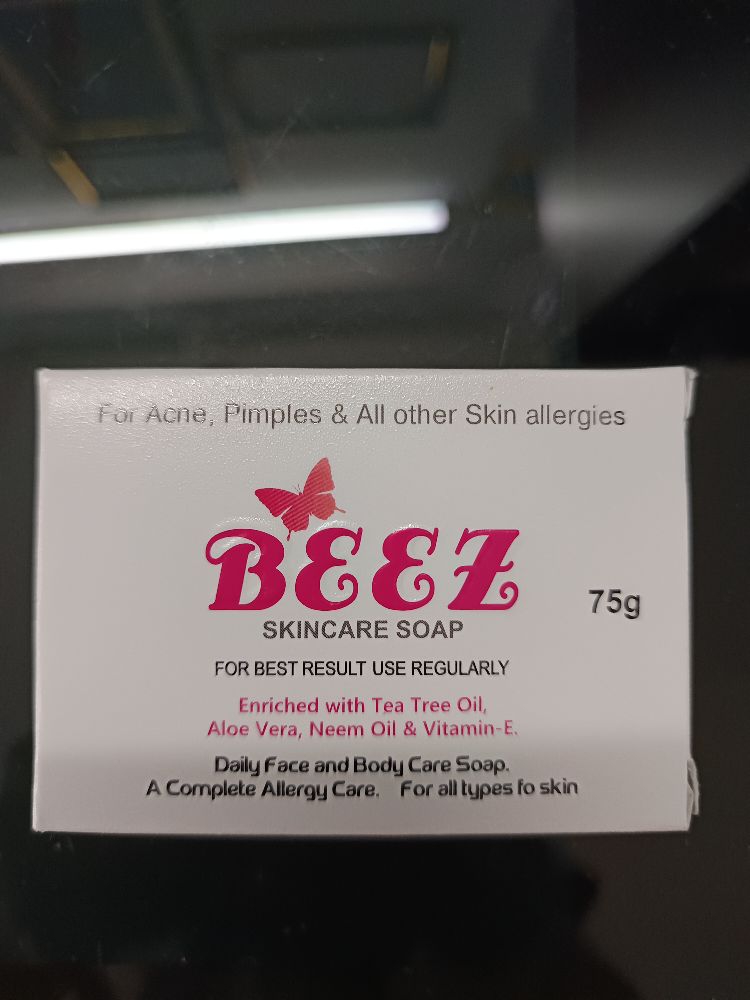 For Acne, Pimples & All other Skin allergies
BEEZ
75g
SKINCARE SOAP
FOR BEST RESULT USE REGULARLY
Enriched with Tea Tree Oil,
Aloe Vera, Neem Oil & Vitamin-E.
Daily Face and Body Care Soap.
A Complete Allergy Care. For all types fo skin